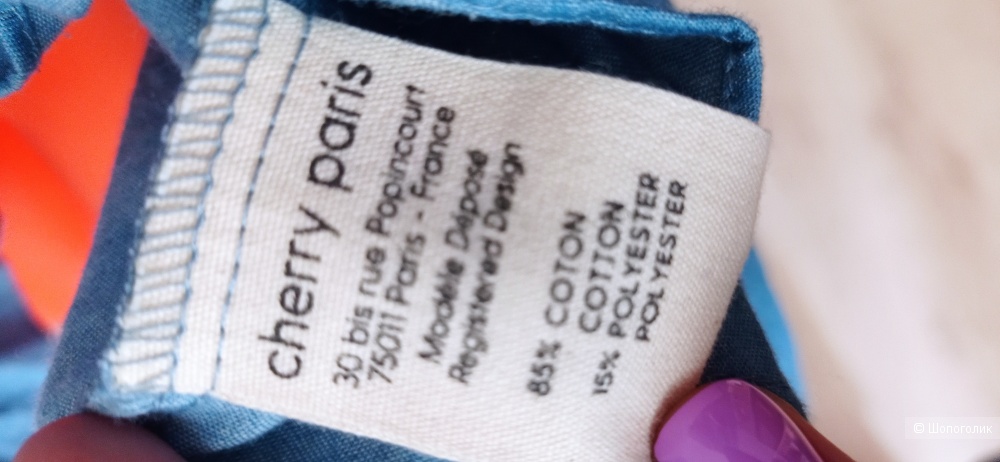 cherry paris
30 bis rue Popincourt
75011 Paris - France
Modèle Déposé
Registered Design
85% COTON
COTTON
15% POLYESTER
POLYESTER
© Шопоголик